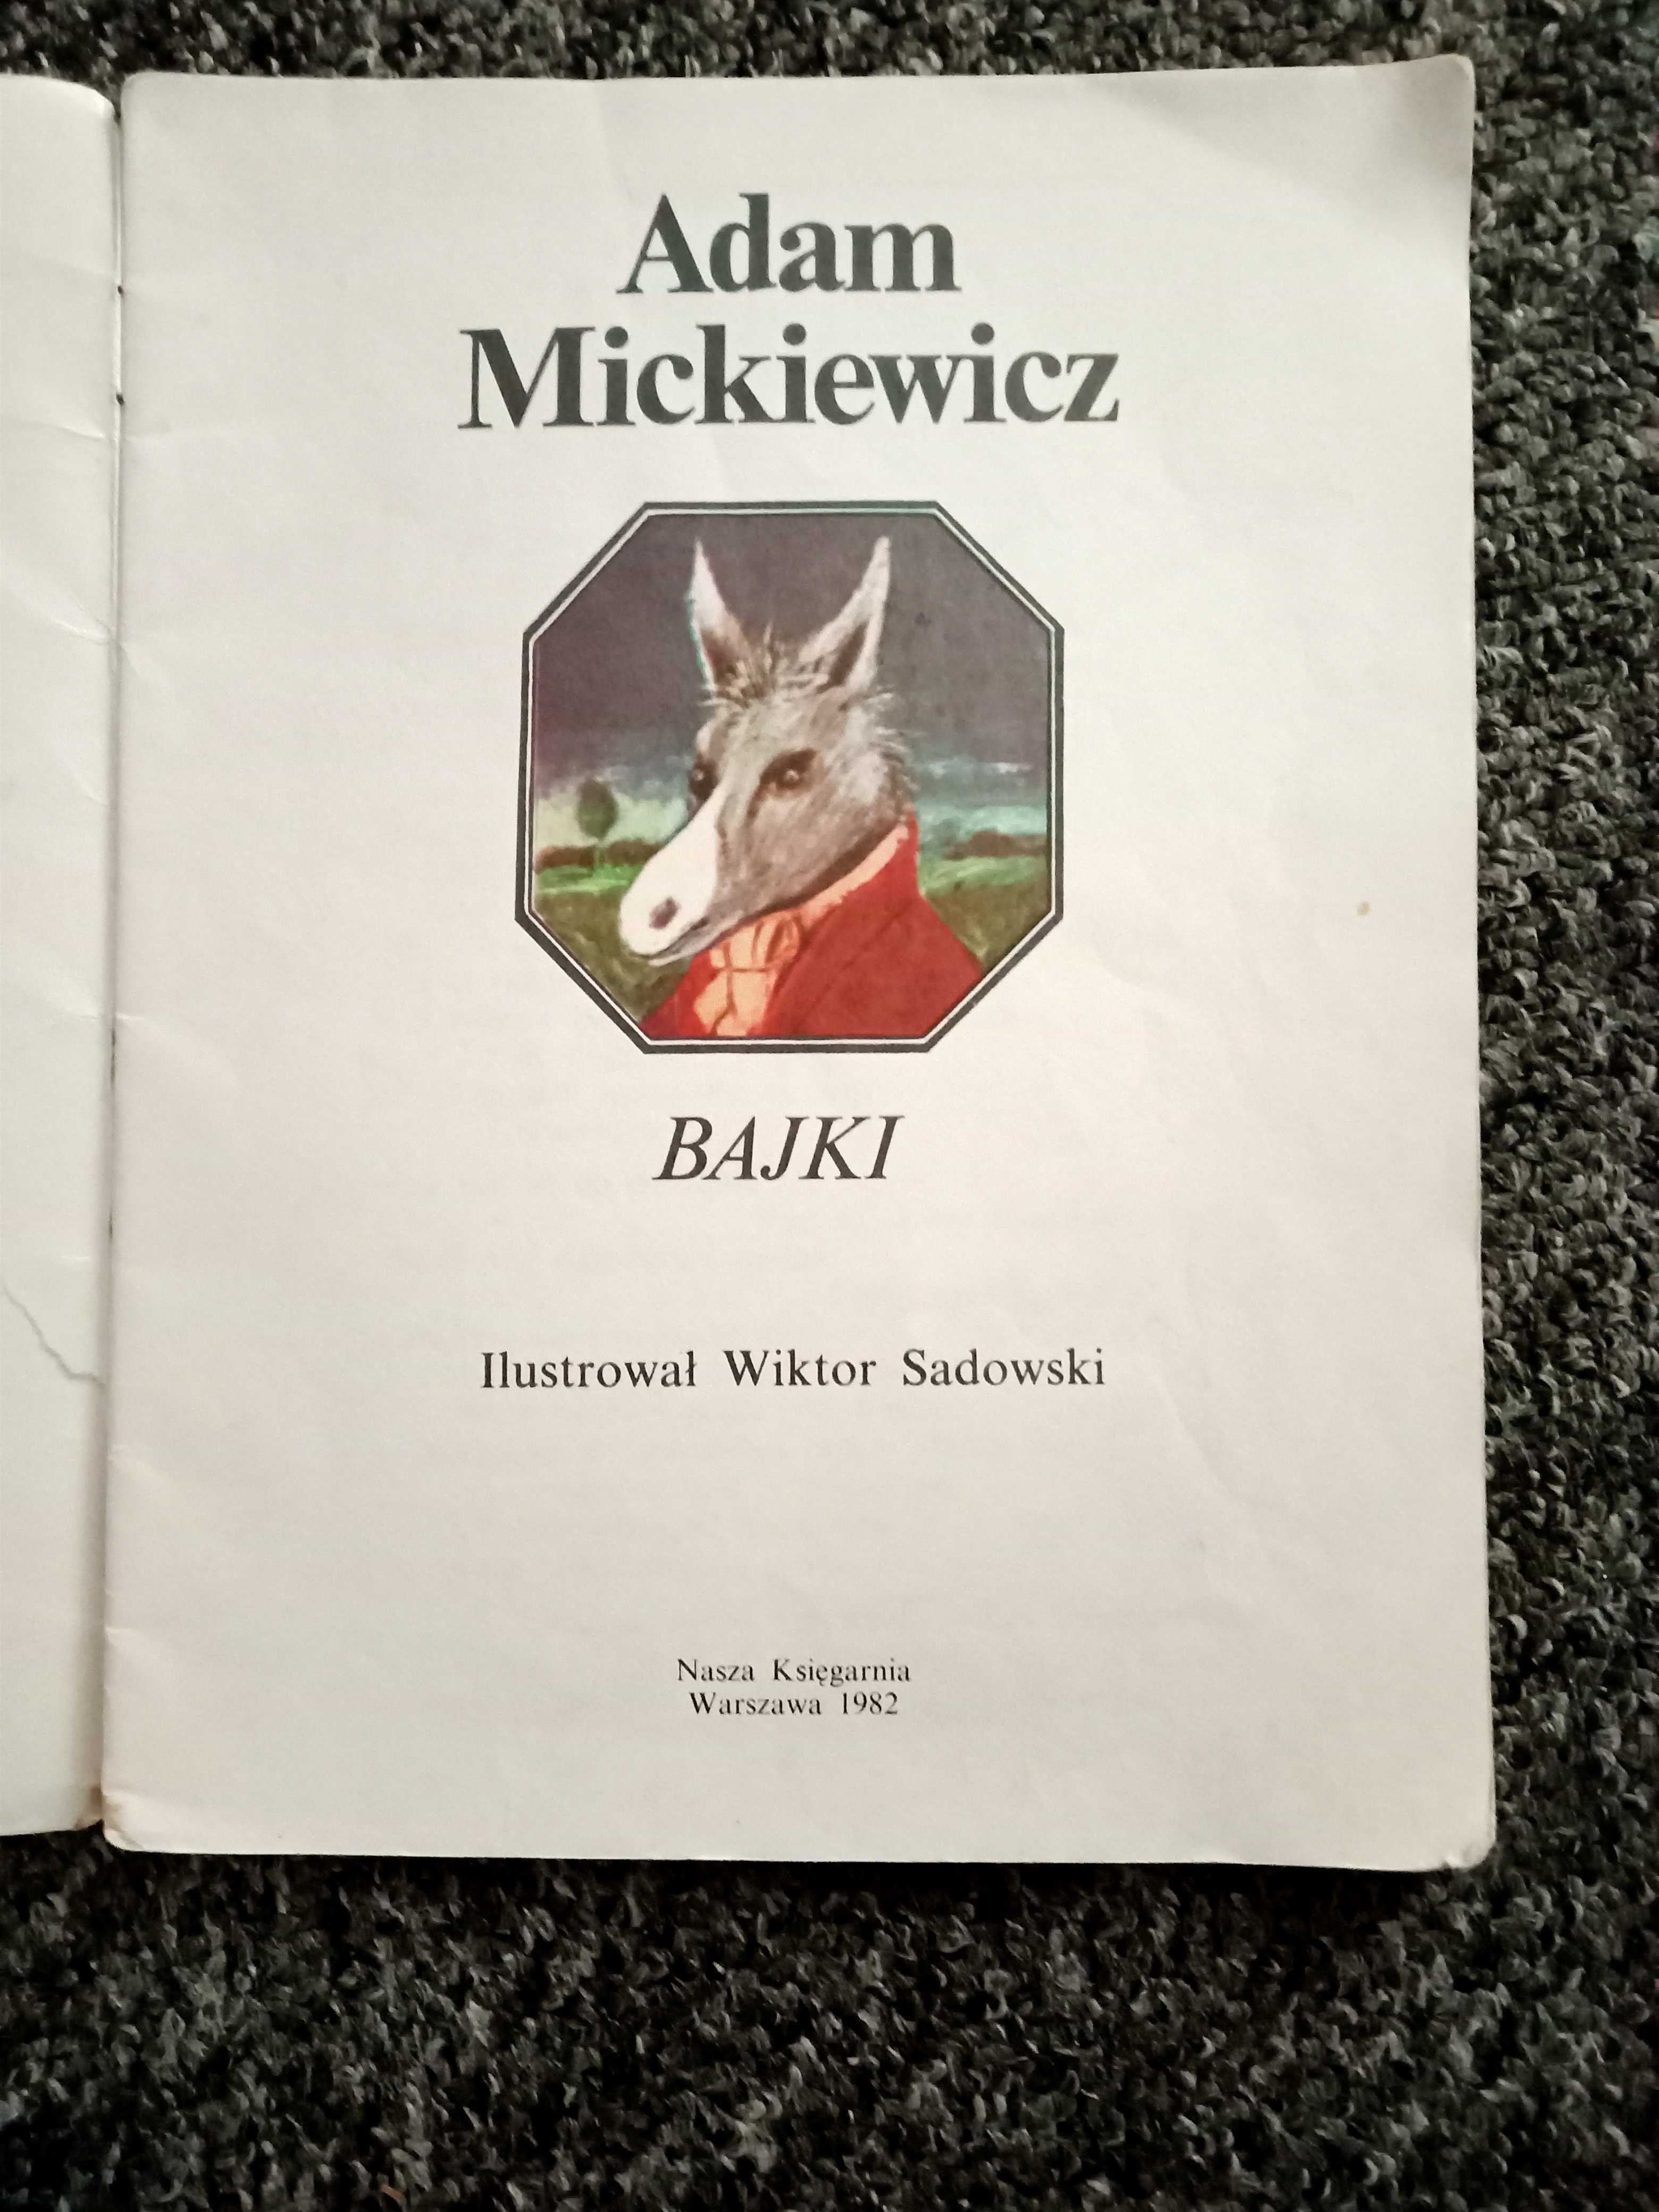 Adam
Mickiewicz
BAJKI
Ilustrował Wiktor Sadowski
Nasza Księgarnia
Warszawa 1982